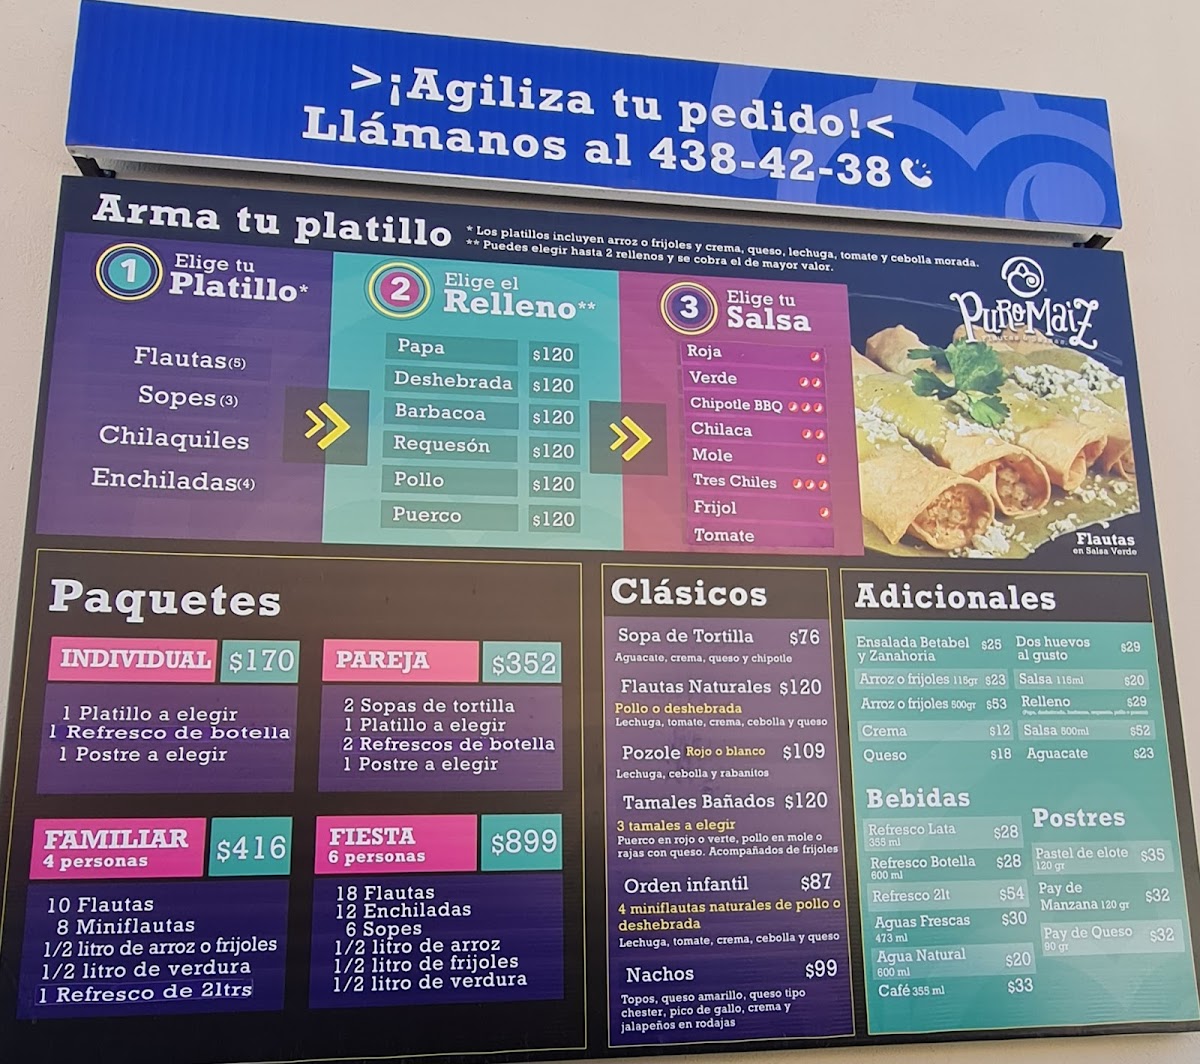 >¡Agiliza tu pedido!<
Llámanos al 438-42-38
Arma tu platillo
* Los platillos incluyen arroz o frijoles y crema, queso, lechuga, tomate y cebolla morada.
** Puedes elegir hasta 2 rellenos y se cobra el de mayor valor.
1 Elige tu
Platillo*
Flautas(5)
Sopes (3)
Chilaquiles
Enchiladas(4)
2 Elige el
Relleno**
Papa $120
Deshebrada $120
Barbacoa $120
Requesón $120
Pollo $120
Puerco $120
3 Elige tu
Salsa
Roja
Verde
Chipotle BBQ
Chilaca
Mole
Tres Chiles
Frijol
Tomate
PuroMaiz
Flautas
en Salsa Verde
Paquetes
INDIVIDUAL $170
1 Platillo a elegir
1 Refresco de botella
1 Postre a elegir
PAREJA $352
2 Sopas de tortilla
1 Platillo a elegir
2 Refrescos de botella
1 Postre a elegir
FAMILIAR $416
4 personas
10 Flautas
8 Miniflautas
1/2 litro de arroz o frijoles
1/2 litro de verdura
1 Refresco de 2ltrs
FIESTA $899
6 personas
18 Flautas
12 Enchiladas
6 Sopes
1/2 litro de arroz
1/2 litro de frijoles
1/2 litro de verdura
Clásicos
Sopa de Tortilla $76
Aguacate, crema, queso y chipotle
Flautas Naturales $120
Pollo o deshebrada
Lechuga, tomate, crema, cebolla y queso
Pozole Rojo o blanco $109
Lechuga, cebolla y rabanitos
Tamales Bañados $120
3 tamales a elegir
Puerco en rojo o verte, pollo en mole o
rajas con queso. Acompañados de frijoles
Orden infantil $87
4 miniflautas naturales de pollo o
deshebrada
Lechuga, tomate, crema, cebolla y queso
Nachos $99
Topos, queso amarillo, queso tipo
chester, pico de gallo, crema y
jalapeños en rodajas
Adicionales
Ensalada Betabel
y Zanahoria $25
Arroz o frijoles 115gr $23
Arroz o frijoles 500gr $53
Crema $12
Queso $18
Dos huevos
al gusto $29
Salsa 115ml $20
Relleno $29
Salsa 500ml $52
Aguacate $23
Bebidas
Refresco Lata $28
355 ml
Refresco Botella $28
600 ml
Refresco 2lt $54
Aguas Frescas $30
473 ml
Agua Natural $20
600 ml
Café 355 ml $33
Postres
Pastel de elote $35
120 gr
Pay de
Manzana 120 gr $32
Pay de Queso $32
90 gr